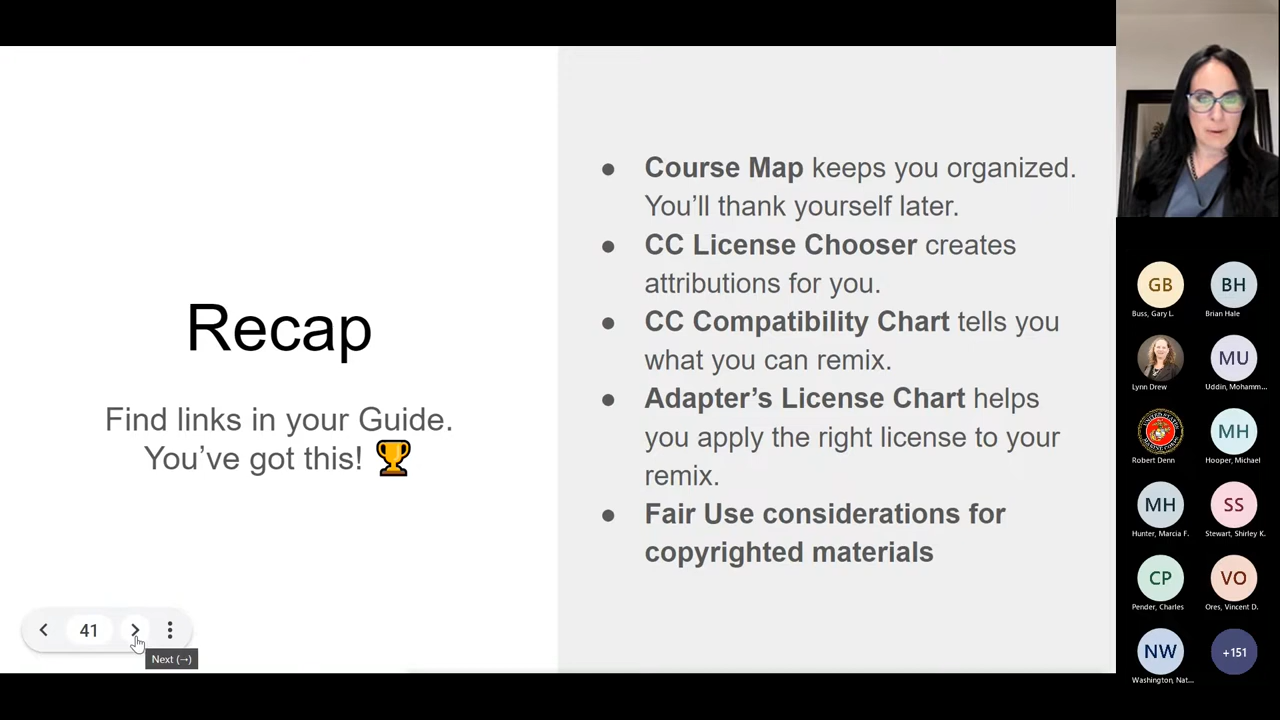 Recap
Find links in your Guide.
You've got this! 🏆
● Course Map keeps you organized.
You'll thank yourself later.
● CC License Chooser creates
attributions for you.
● CC Compatibility Chart tells you
what you can remix.
● Adapter's License Chart helps
you apply the right license to your
remix.
● Fair Use considerations for
copyrighted materials
41
Next (→)
GB
BH
Buss, Gary L.
Brian Hale
MU
Lynn Drew
Uddin, Mohamm...
MH
Robert Denn
Hooper, Michael
MH
SS
Hunter, Marcia F.
Stewart, Shirley K.
CP
VO
Pender, Charles
Ores, Vincent D.
NW
+151
Washington, Nat...